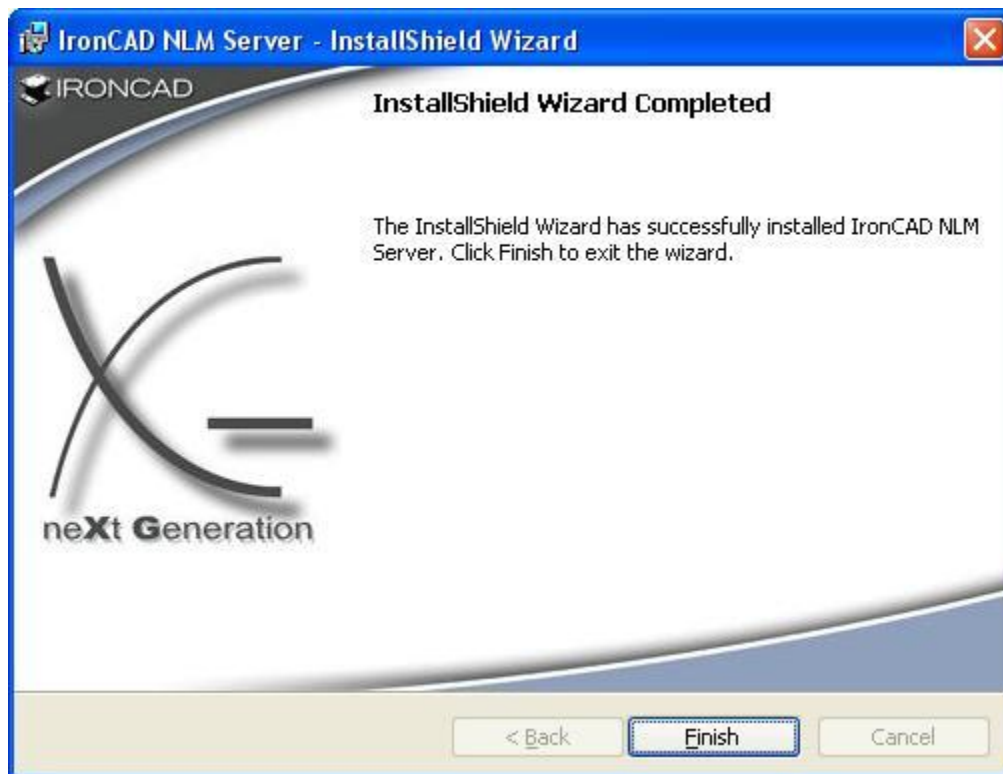 IronCAD NLM Server - InstallShield Wizard
IRONCAD
InstallShield Wizard Completed
The InstallShield Wizard has successfully installed IronCAD NLM
Server. Click Finish to exit the wizard.
neXt Generation
< Back
Finish
Cancel